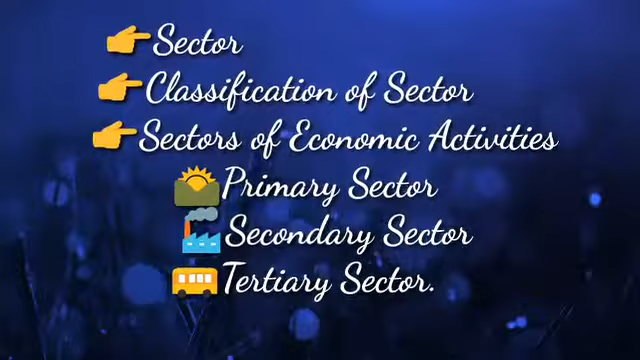 👉Sector
👉Classification of Sector
👉Sectors of Economic Activities
🌄Primary Sector
🏭Secondary Sector
🚌Tertiary Sector.